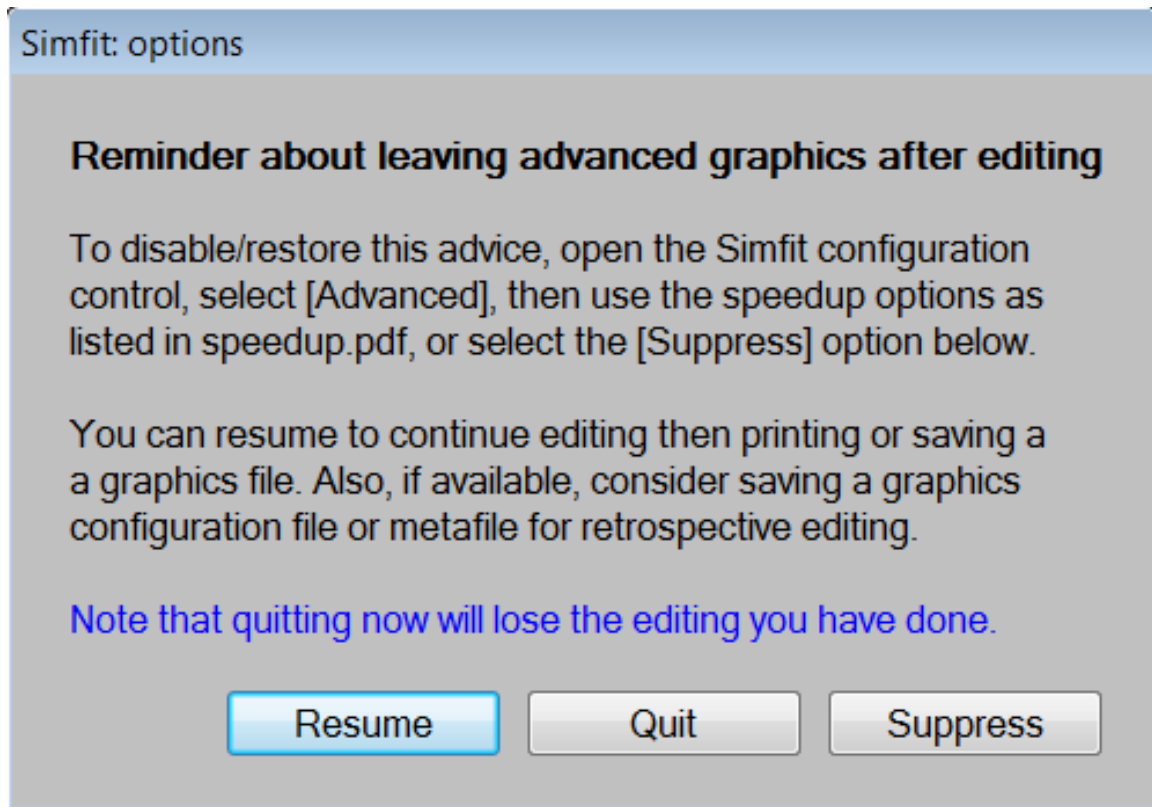 Simfit: options
Reminder about leaving advanced graphics after editing
To disable/restore this advice, open the Simfit configuration
control, select [Advanced], then use the speedup options as
listed in speedup.pdf, or select the [Suppress] option below.
You can resume to continue editing then printing or saving a
a graphics file. Also, if available, consider saving a graphics
configuration file or metafile for retrospective editing.
Note that quitting now will lose the editing you have done.
Resume Quit Suppress